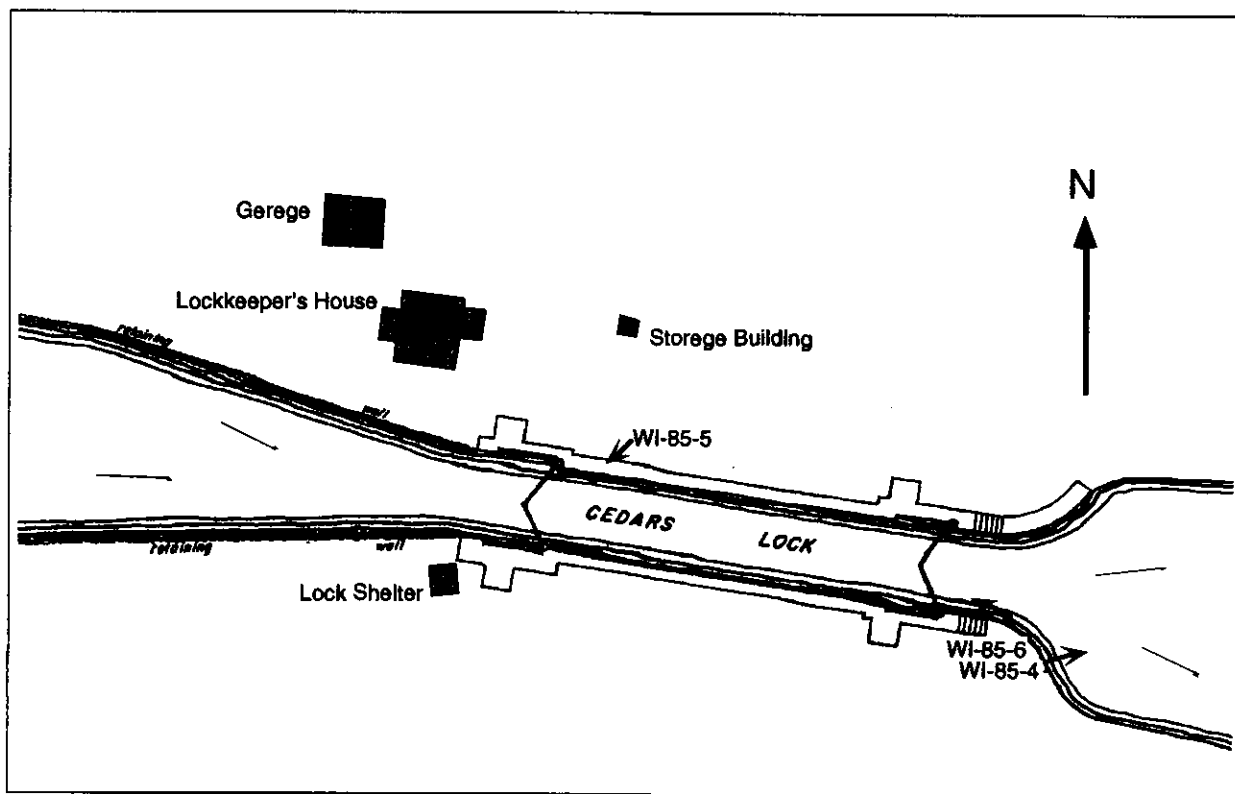 N
Gerege
Lockkeeper's House
Storege Building
retaining
wall
WI-85-5
CEDARS LOCK
retaining wall
Lock Shelter
WI-85-6
WI-85-4